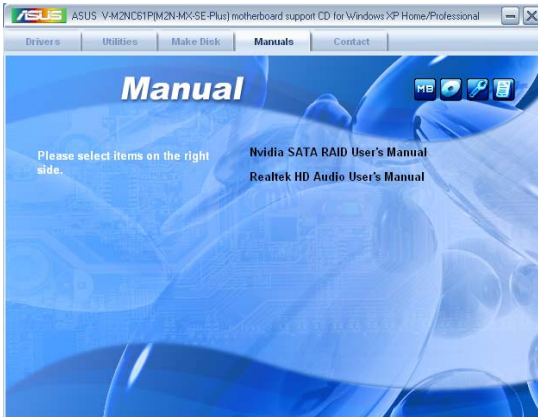 ASUS V-M2NC61P(M2N-MX-SE-Plus) motherboard support CD for Windows XP Home/Professional
Drivers Utilities Make Disk Manuals Contact
Manual
MB
Please select items on the right
side.
Nvidia SATA RAID User's Manual
Realtek HD Audio User's Manual